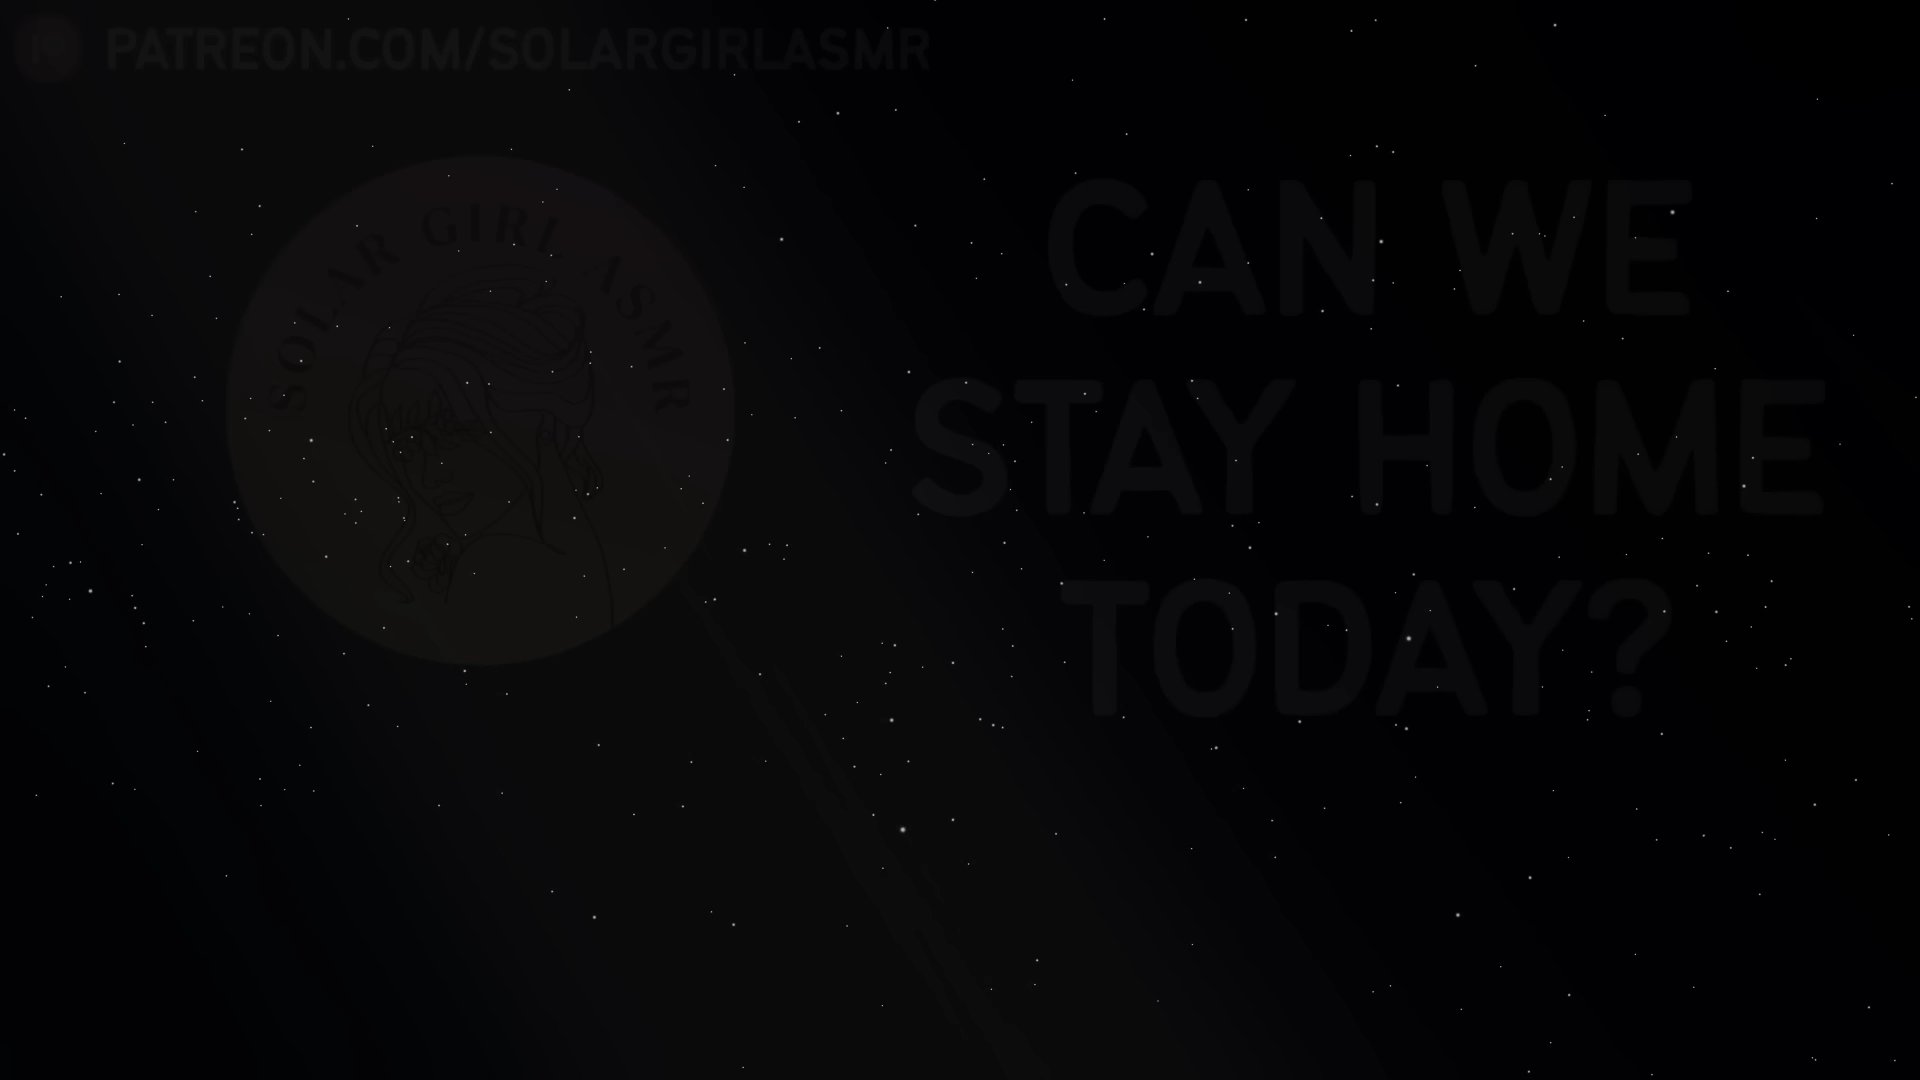 PATREON.COM/SOLARGIRLASMR
SOLAR GIRL ASMR
CAN WE
STAY HOME
TODAY?